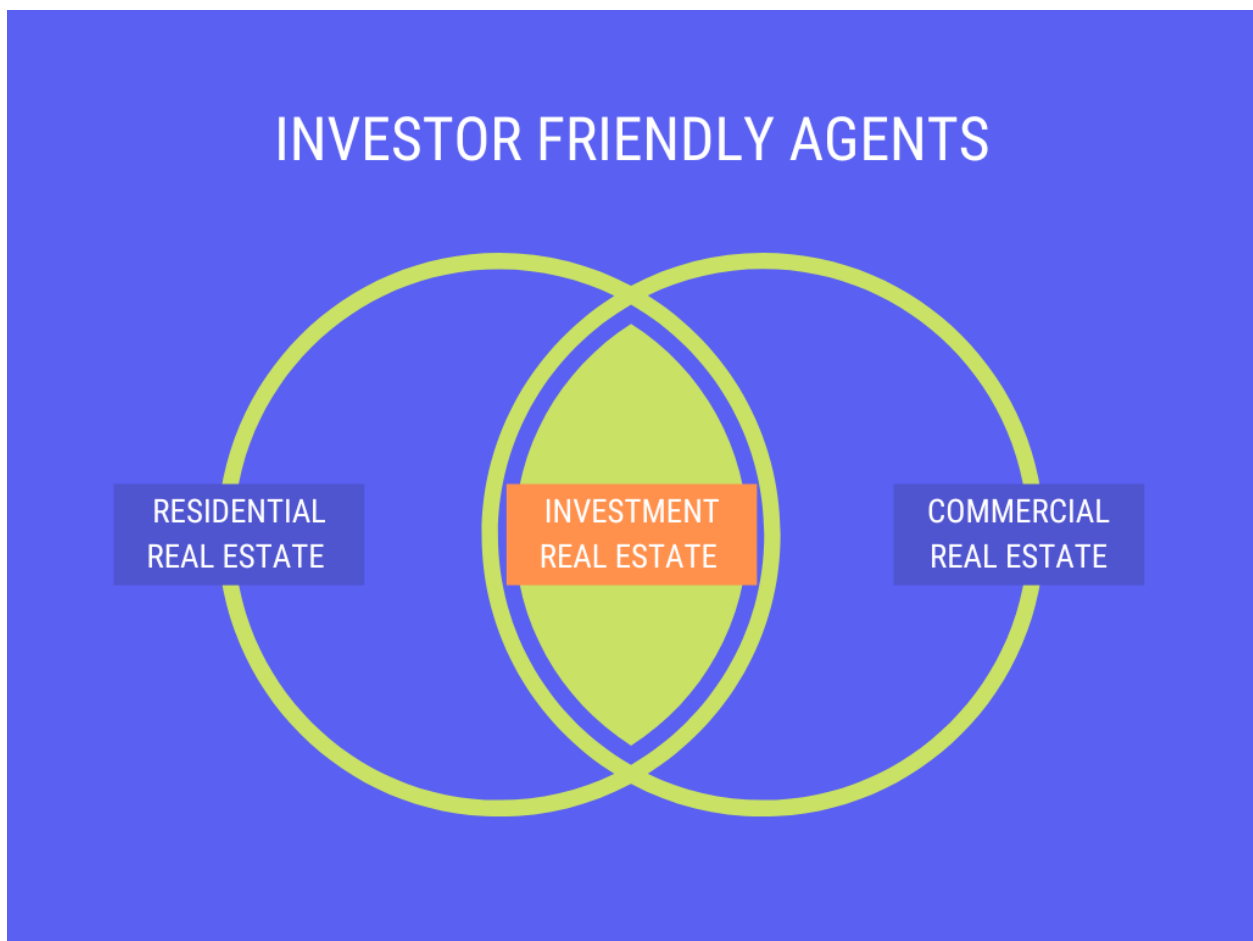 INVESTOR FRIENDLY AGENTS
RESIDENTIAL
REAL ESTATE
INVESTMENT
REAL ESTATE
COMMERCIAL
REAL ESTATE